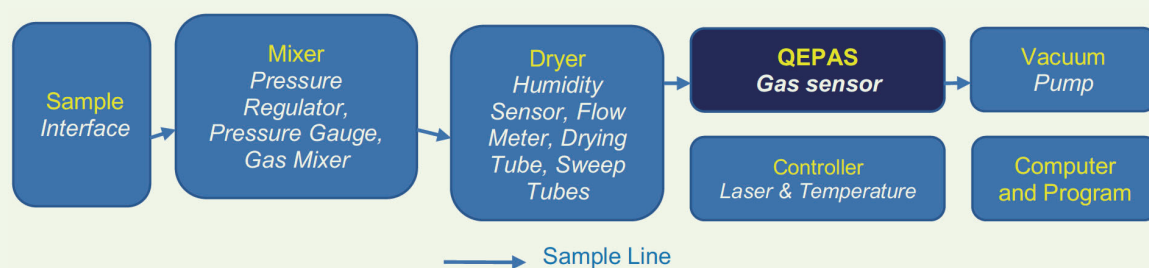 Sample
Interface
Mixer
Pressure
Regulator,
Pressure Gauge,
Gas Mixer
Dryer
Humidity
Sensor, Flow
Meter, Drying
Tube, Sweep
Tubes
QEPAS
Gas sensor
Vacuum
Pump
Controller
Laser & Temperature
Computer
and Program
Sample Line